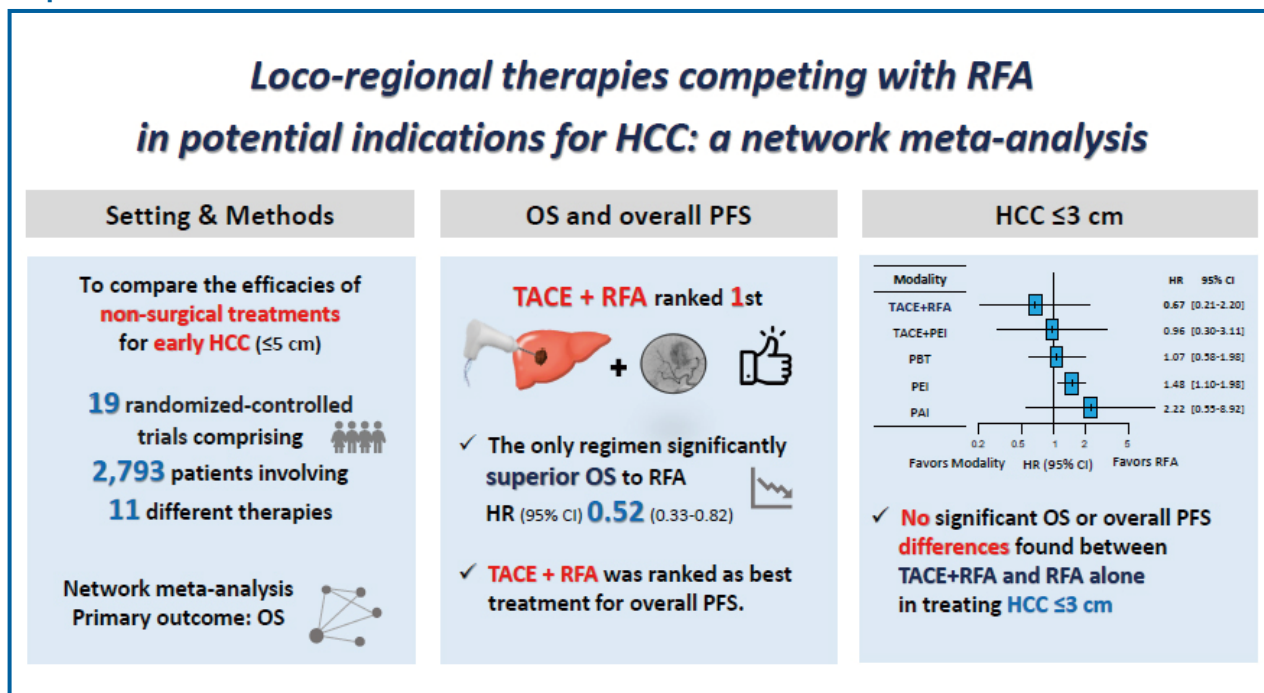 Loco-regional therapies competing with RFA
in potential indications for HCC: a network meta-analysis
Setting & Methods
To compare the efficacies of
non-surgical treatments
for early HCC (≤5 cm)
19 randomized-controlled
trials comprising
2,793 patients involving
11 different therapies
Network meta-analysis
Primary outcome: OS
OS and overall PFS
TACE + RFA ranked 1st
+
✓ The only regimen significantly
superior OS to RFA
HR (95% CI) 0.52 (0.33-0.82)
✓ TACE + RFA was ranked as best
treatment for overall PFS.
HCC ≤3 cm
Modality HR 95% CI
TACE+RFA 0.67 [0.21-2.20]
TACE+PEI 0.96 [0.30-3.11]
PBT 1.07 [0.58-1.98]
PEI 1.48 [1.10-1.98]
PAI 2.22 [0.55-8.92]
0.2 0.5 1 2 5
Favors Modality HR (95% CI) Favors RFA
✓ No significant OS or overall PFS
differences found between
TACE+RFA and RFA alone
in treating HCC ≤3 cm